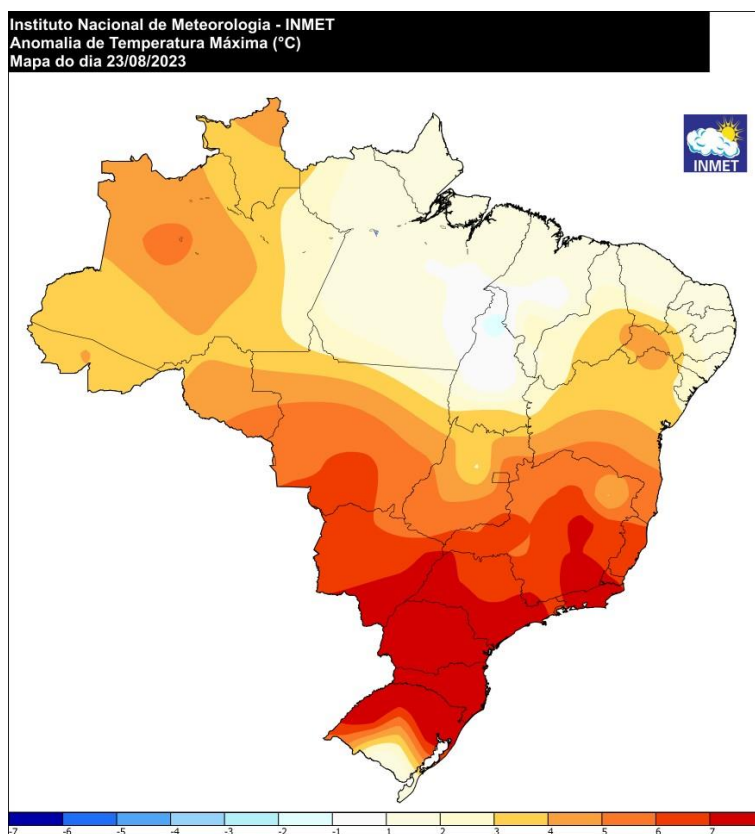 Instituto Nacional de Meteorologia - INMET
Anomalia de Temperatura Máxima (°C)
Mapa do dia 23/08/2023
INMET
-7 -6 -5 -4 -3 -2 -1 1 2 3 4 5 6 7